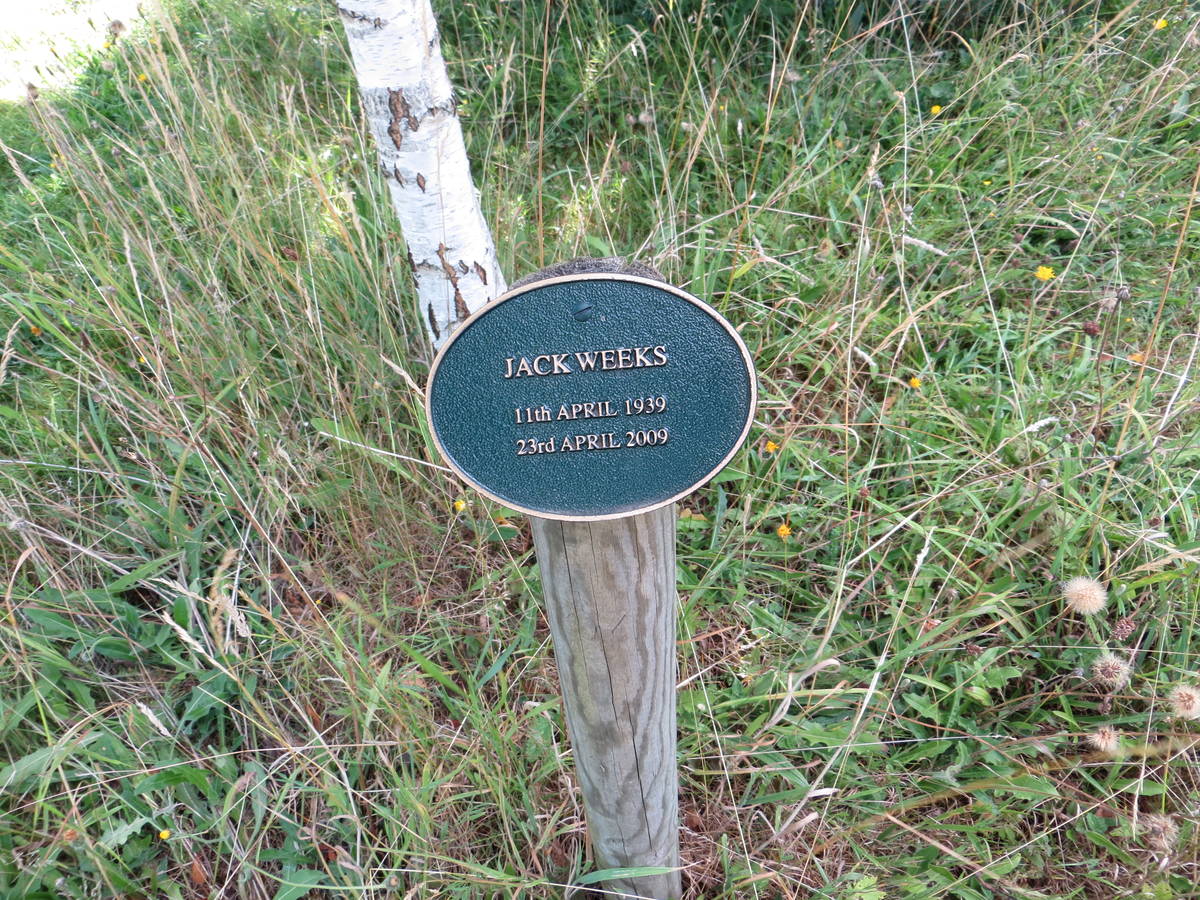 JACK WEEKS
11th APRIL 1939
23rd APRIL 2009